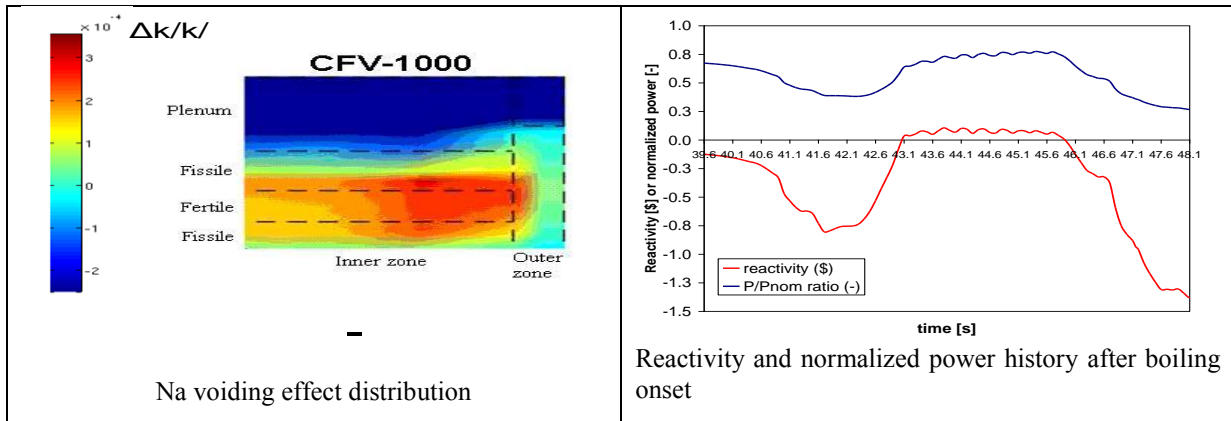 ×10⁻⁴
Δk/k/
CFV-1000
3
2
1
0
-1
-2
Plenum
Fissile
Fertile
Fissile
Inner zone
Outer
zone
Na voiding effect distribution
1.0
0.8
0.5
0.3
0.0
-0.3
-0.5
-0.8
-1.0
-1.3
-1.5
Reactivity [$] or normalized power [-]
39.6 40.1 40.6 41.1 41.6 42.1 42.6 43.1 43.6 44.1 44.6 45.1 45.6 46.1 46.6 47.1 47.6 48.1
reactivity ($)
P/Pnom ratio (-)
time [s]
Reactivity and normalized power history after boiling
onset